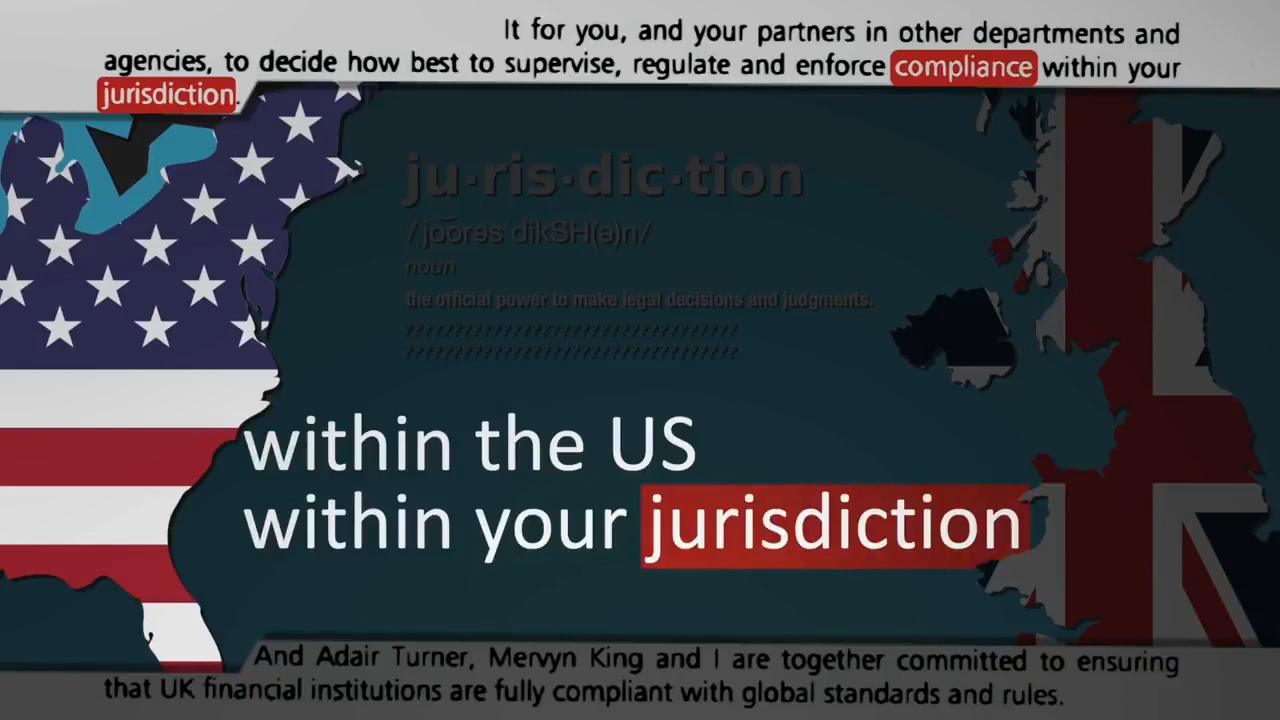 It for you, and your partners in other departments and
agencies, to decide how best to supervise, regulate and enforce compliance within your
jurisdiction.
ju·ris·dic·tion
/ˌjo͝orəsˈdikSH(ə)n/
noun
the official power to make legal decisions and judgments.
within the US
within your jurisdiction
And Adair Turner, Mervyn King and I are together committed to ensuring
that UK financial institutions are fully compliant with global standards and rules.